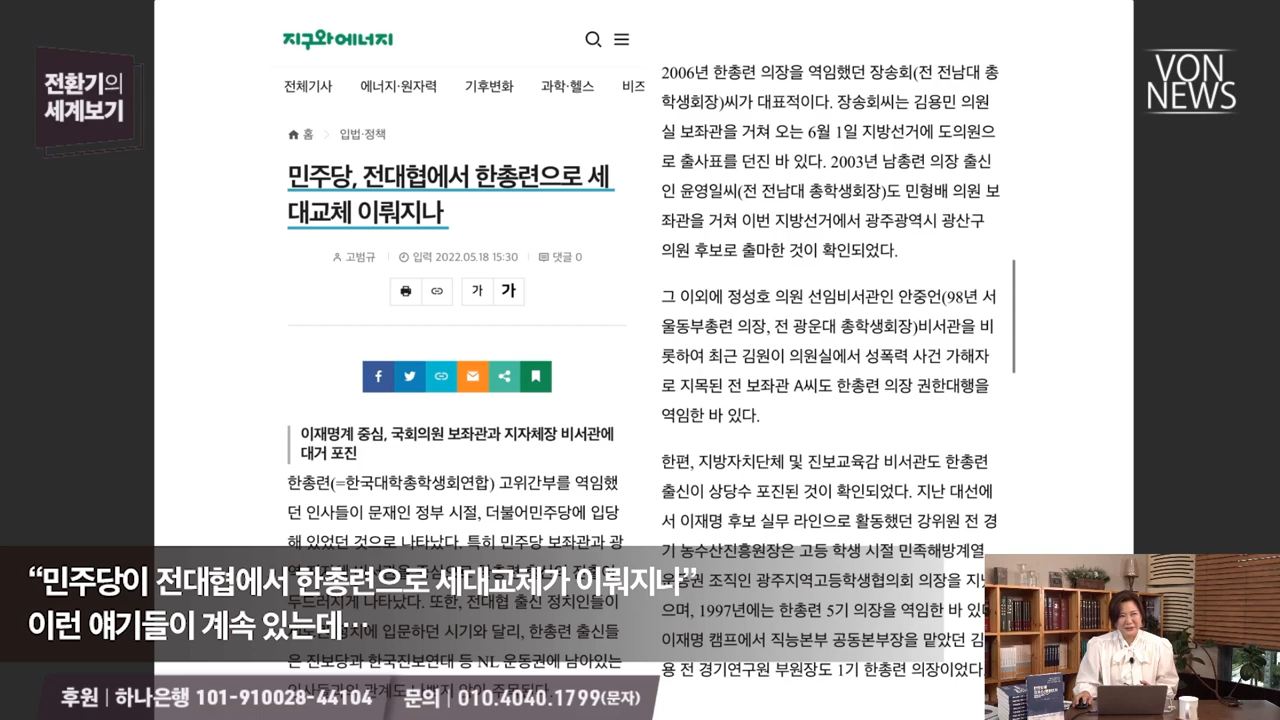 전환기의
세계보기
지구와에너지
전체기사 에너지·원자력 기후변화 과학·헬스 비즈
홈 입법·정책
민주당, 전대협에서 한총련으로 세
대교체 이뤄지나
고범규 입력 2022.05.18 15:30 댓글 0
가 가
이재명계 중심, 국회의원 보좌관과 지자체장 비서관에
대거 포진
한총련(=한국대학총학생회연합) 고위간부를 역임했
던 인사들이 문재인 정부 시절, 더불어민주당에 입당
해 있었던 것으로 나타났다. 특히 민주당 보좌관과 광
두드러지게 나타났다. 또한, 전대협 출신 정치인들이
정치에 입문하던 시기와 달리, 한총련 출신들
은 진보당과 한국진보연대 등 NL 운동권에 남아있는
2006년 한총련 의장을 역임했던 장송회(전 전남대 총
학생회장)씨가 대표적이다. 장송회씨는 김용민 의원
실 보좌관을 거쳐 오는 6월 1일 지방선거에 도의원으
로 출사표를 던진 바 있다. 2003년 남총련 의장 출신
인 윤영일씨(전 전남대 총학생회장)도 민형배 의원 보
좌관을 거쳐 이번 지방선거에서 광주광역시 광산구
의원 후보로 출마한 것이 확인되었다.
그 이외에 정성호 의원 선임비서관인 안중언(98년 서
울동부총련 의장, 전 광운대 총학생회장)비서관을 비
롯하여 최근 김원이 의원실에서 성폭력 사건 가해자
로 지목된 전 보좌관 A씨도 한총련 의장 권한대행을
역임한 바 있다.
한편, 지방자치단체 및 진보교육감 비서관도 한총련
출신이 상당수 포진된 것이 확인되었다. 지난 대선에
서 이재명 후보 실무 라인으로 활동했던 강위원 전 경
기 농수산진흥원장은 고등 학생 시절 민족해방계열
운동권 조직인 광주지역고등학생협의회 의장을 지
으며, 1997년에는 한총련 5기 의장을 역임한 바 있
이재명 캠프에서 직능본부 공동본부장을 맡았던 김
용 전 경기연구원 부원장도 1기 한총련 의장이었다.
VON
NEWS
“민주당이 전대협에서 한총련으로 세대교체가 이뤄지나”
이런 얘기들이 계속 있는데…
후원 | 하나은행 101-910028-44104 문의 | 010.4040.1799(문자)